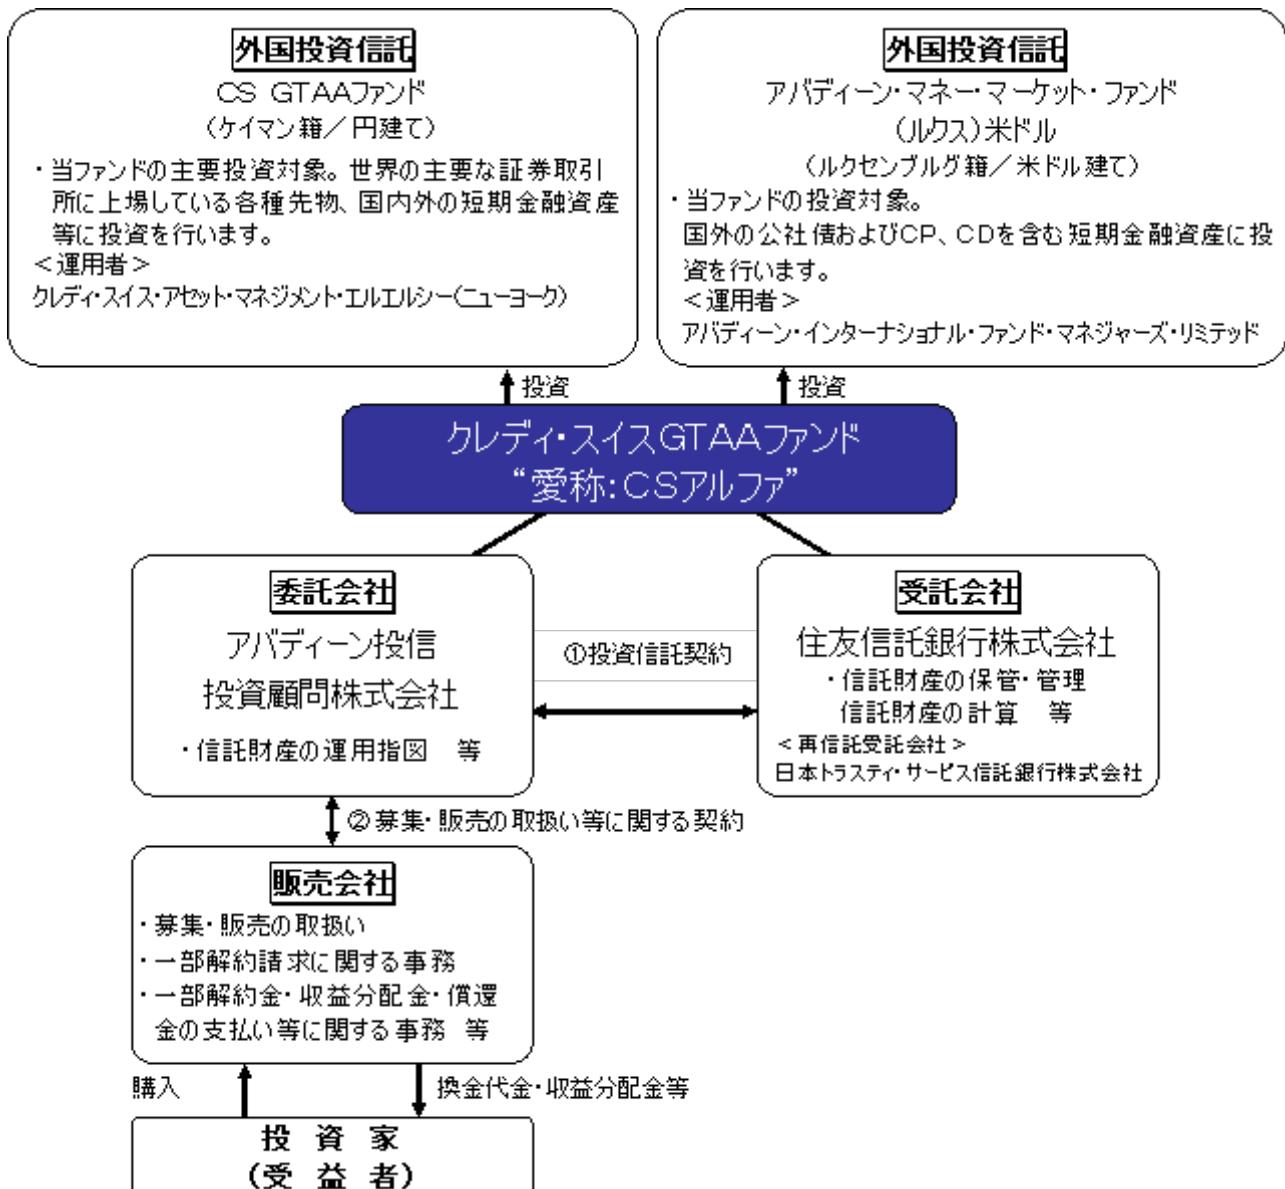 外国投資信託
CS GTAAファンド
(ケイマン籍／円建て)
・当ファンドの主要投資対象。世界の主要な証券取引
所に上場している各種先物、国内外の短期金融資産
等に投資を行います。
＜運用者＞
クレディ・スイス・アセット・マネジメント・エルエルシー(ニューヨーク)
外国投資信託
アバディーン・マネー・マーケット・ファンド
(ルクス)米ドル
(ルクセンブルグ籍／米ドル建て)
・当ファンドの投資対象。
国外の公社債およびCP、CDを含む短期金融資産に投
資を行います。
＜運用者＞
アバディーン・インターナショナル・ファンド・マネジャーズ・リミテッド
投資
投資
クレディ・スイスGTAAファンド
“愛称:CSアルファ”
委託会社
アバディーン投信
投資顧問株式会社
・信託財産の運用指図　等
①投資信託契約
受託会社
住友信託銀行株式会社
・信託財産の保管・管理
信託財産の計算　等
＜再信託受託会社＞
日本トラスティ・サービス信託銀行株式会社
②募集・販売の取扱い等に関する契約
販売会社
・募集・販売の取扱い
・一部解約請求に関する事務
・一部解約金・収益分配金・償還
金の支払い等に関する事務　等
購入
換金代金・収益分配金等
投　資　家
(受　益　者)